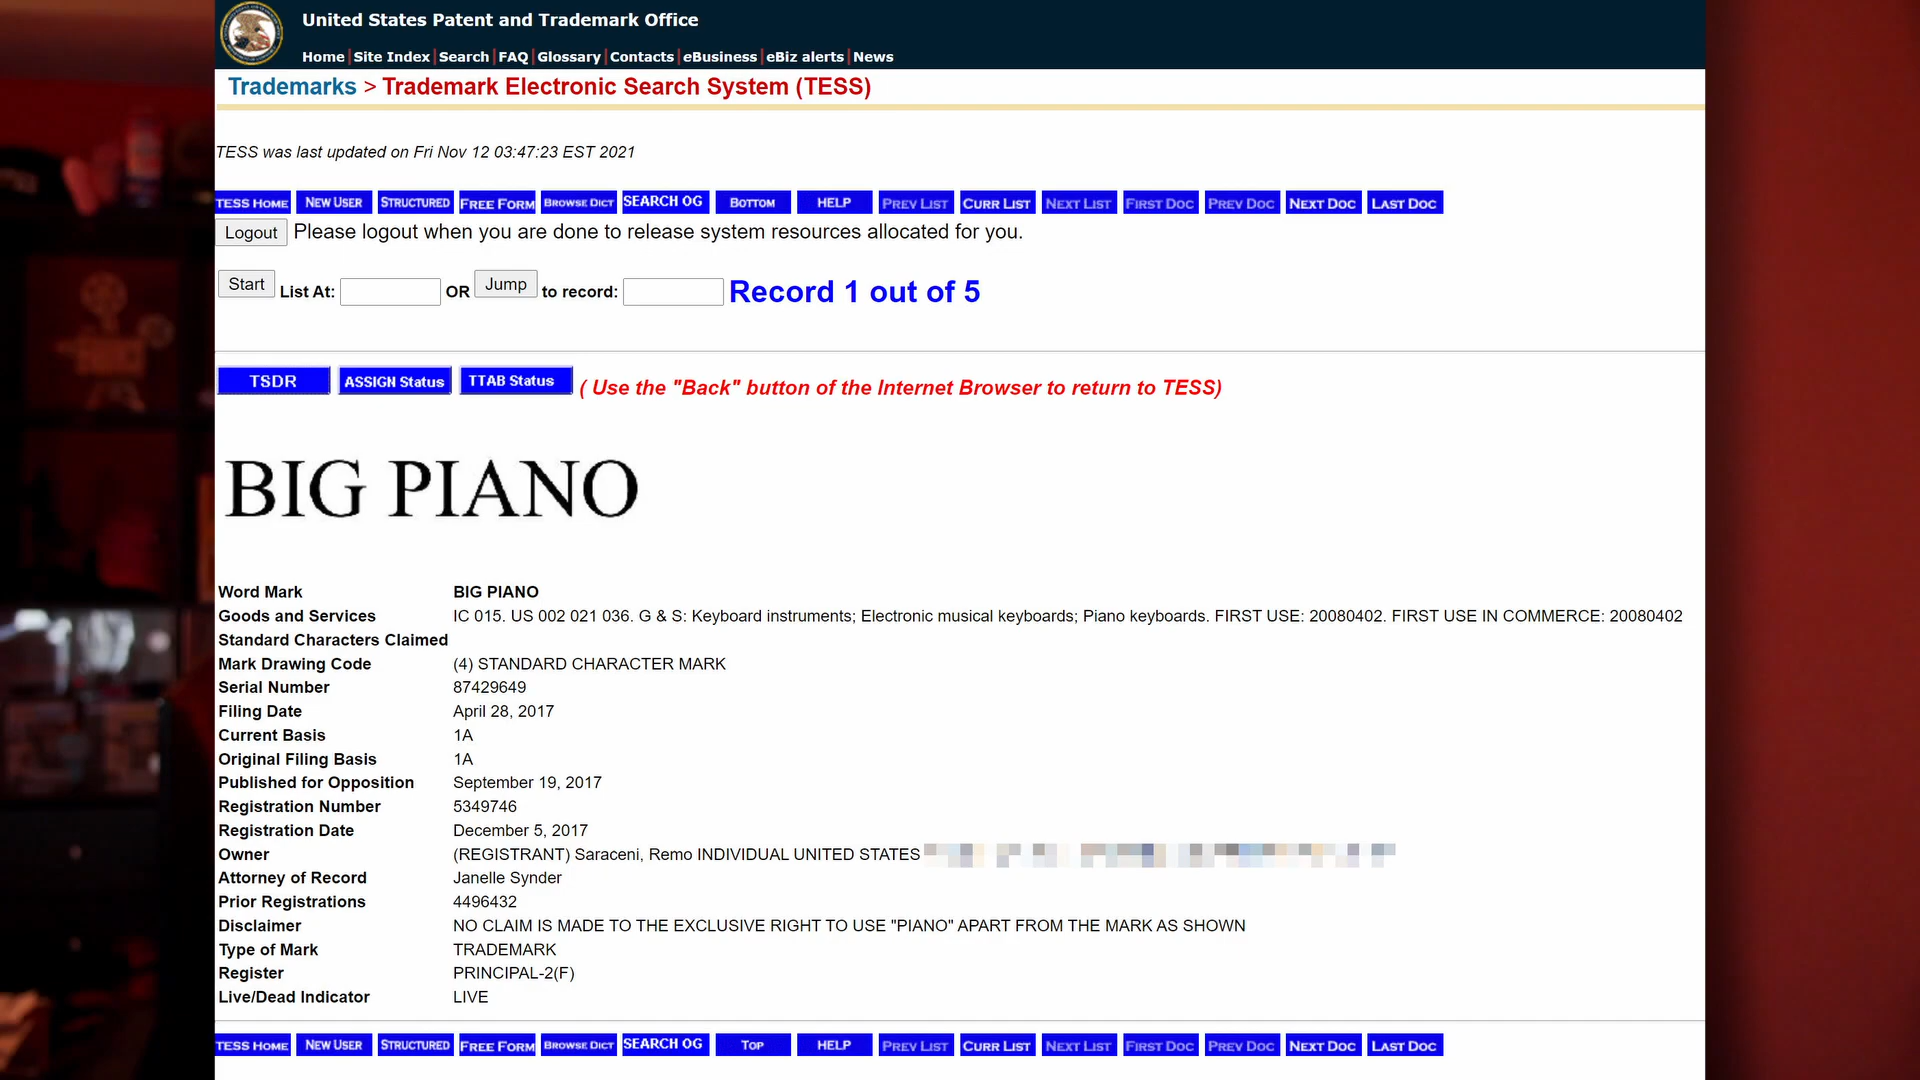 United States Patent and Trademark Office
Home | Site Index | Search | FAQ | Glossary | Contacts | eBusiness | eBiz alerts | News
Trademarks > Trademark Electronic Search System (TESS)
TESS was last updated on Fri Nov 12 03:47:23 EST 2021
TESS HOME NEW USER STRUCTURED FREE FORM BROWSE DICT SEARCH OG BOTTOM HELP PREV LIST CURR LIST NEXT LIST FIRST DOC PREV DOC NEXT DOC LAST DOC
Logout Please logout when you are done to release system resources allocated for you.
Start List At: OR Jump to record: Record 1 out of 5
TSDR ASSIGN Status TTAB Status ( Use the "Back" button of the Internet Browser to return to TESS)
BIG PIANO
Word Mark BIG PIANO
Goods and Services IC 015. US 002 021 036. G & S: Keyboard instruments; Electronic musical keyboards; Piano keyboards. FIRST USE: 20080402. FIRST USE IN COMMERCE: 20080402
Standard Characters Claimed
Mark Drawing Code (4) STANDARD CHARACTER MARK
Serial Number 87429649
Filing Date April 28, 2017
Current Basis 1A
Original Filing Basis 1A
Published for Opposition September 19, 2017
Registration Number 5349746
Registration Date December 5, 2017
Owner (REGISTRANT) Saraceni, Remo INDIVIDUAL UNITED STATES
Attorney of Record Janelle Synder
Prior Registrations 4496432
Disclaimer NO CLAIM IS MADE TO THE EXCLUSIVE RIGHT TO USE "PIANO" APART FROM THE MARK AS SHOWN
Type of Mark TRADEMARK
Register PRINCIPAL-2(F)
Live/Dead Indicator LIVE
TESS HOME NEW USER STRUCTURED FREE FORM BROWSE DICT SEARCH OG TOP HELP PREV LIST CURR LIST NEXT LIST FIRST DOC PREV DOC NEXT DOC LAST DOC